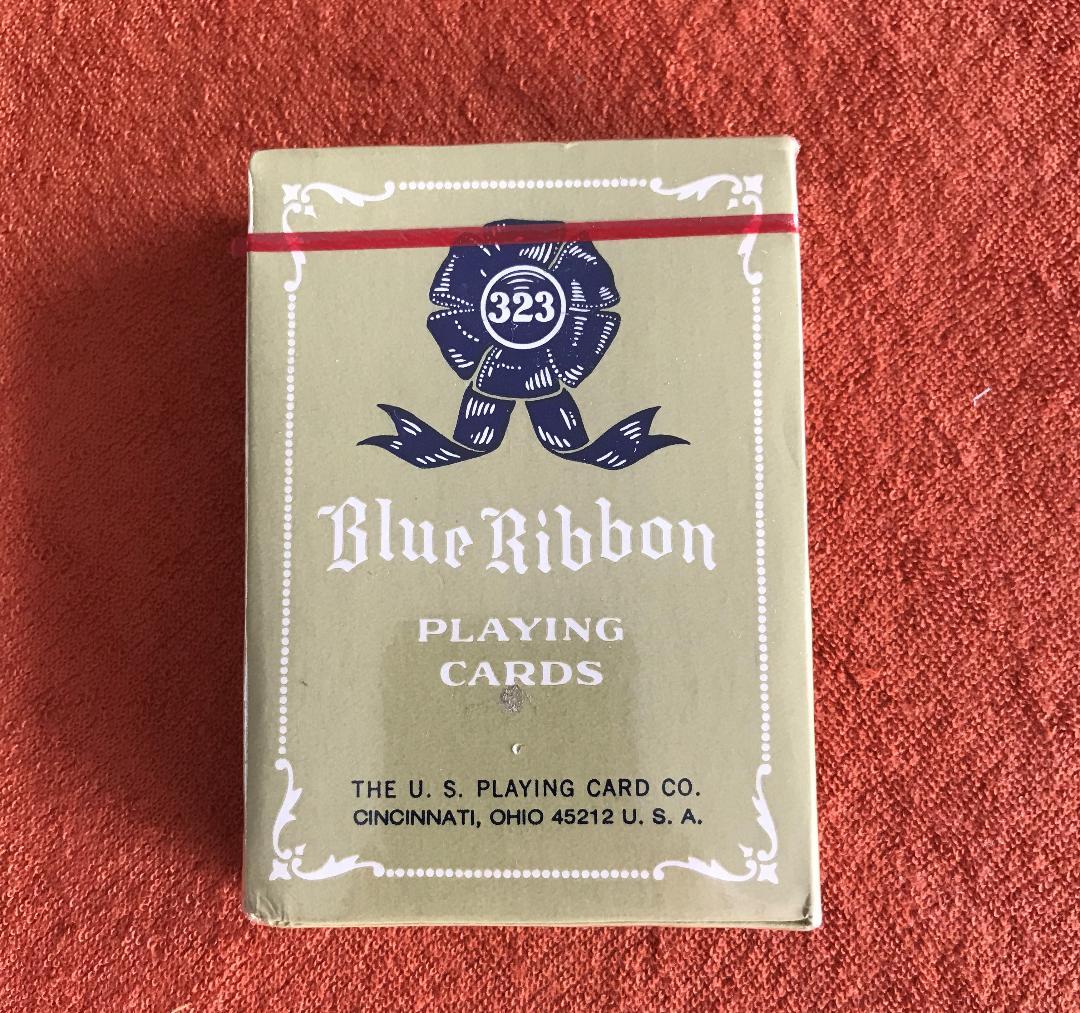 323
Blue Ribbon
PLAYING
CARDS
THE U. S. PLAYING CARD CO.
CINCINNATI, OHIO 45212 U. S. A.